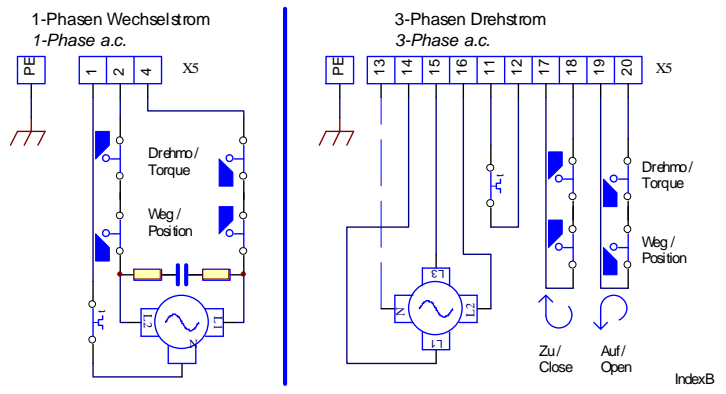 1-Phasen Wechselstrom
1-Phase a.c.
PE
1
2
4
X5
Drehmo/
Torque
Weg/
Position
L2
L1
N
3-Phasen Drehstrom
3-Phase a.c.
PE
13
14
15
16
11
12
17
18
19
20
X5
Drehmo/
Torque
Weg/
Position
L3
N
L2
L1
Zu/
Close
Auf/
Open
IndexB